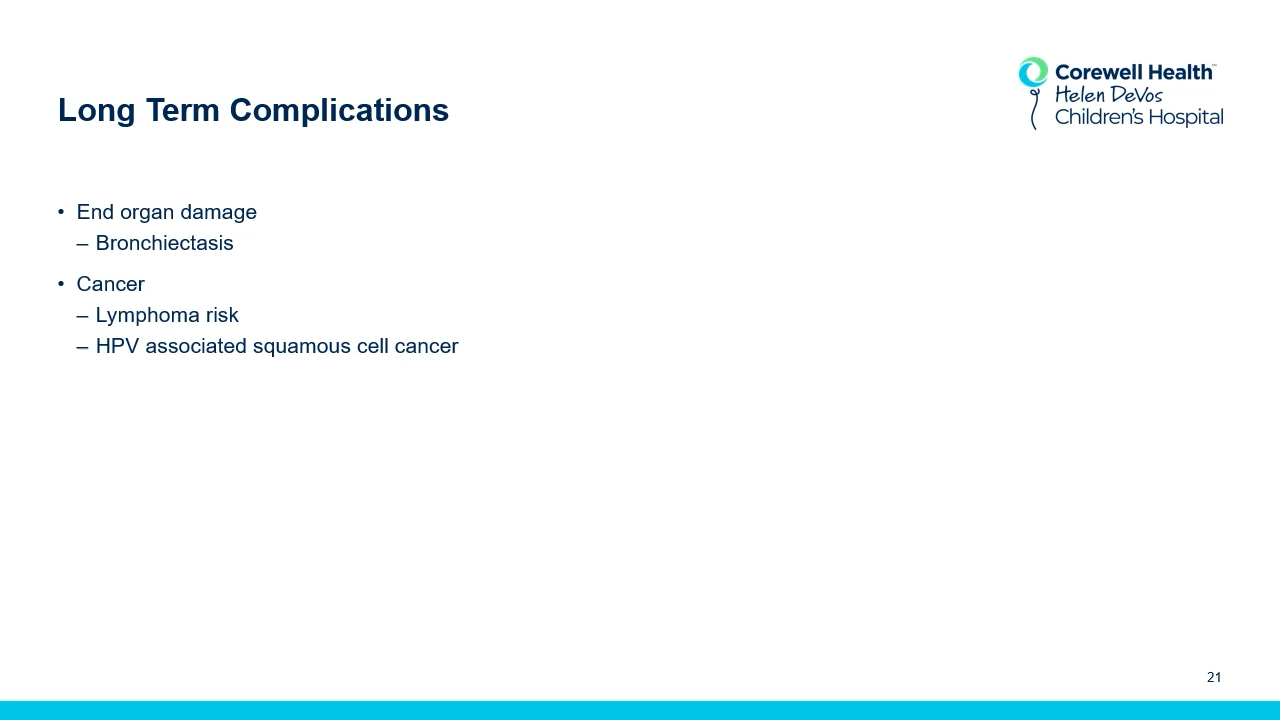 Corewell Health™
Helen DeVos
Children's Hospital
Long Term Complications
• End organ damage
– Bronchiectasis
• Cancer
– Lymphoma risk
– HPV associated squamous cell cancer
21